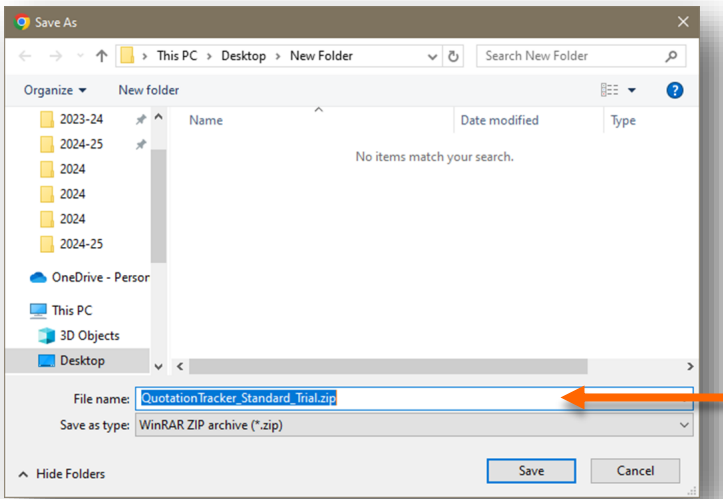 Save As
This PC > Desktop > New Folder
Search New Folder
Organize
New folder
Name
Date modified
Type
2023-24
2024-25
2024
2024
2024
2024-25
OneDrive - Person
This PC
3D Objects
Desktop
No items match your search.
File name: QuotationTracker_Standard_Trial.zip
Save as type: WinRAR ZIP archive (*.zip)
Hide Folders
Save
Cancel